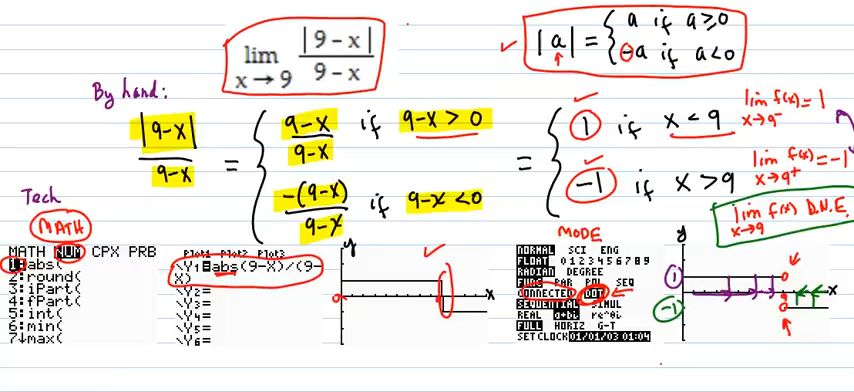 lim x→9 |9-x| / 9-x
|a| = { a if a≥0
-a if a<0
By hand:
|9-x| / 9-x = { 9-x / 9-x if 9-x>0 = { 1 if x<9 lim f(x)=1 x→9⁻
-(9-x) / 9-x if 9-x<0 -1 if x>9 lim f(x)=-1 x→9⁺
lim f(x) D.N.E. x→9
Tech
MATH
MATH NUM CPX PRB
1:abs(
2:round(
3:iPart(
4:fPart(
5:int(
6:min(
7↓max(
Plot1 Plot2 Plot3
\Y1=abs(9-X)/(9-
X)
\Y2=
\Y3=
\Y4=
\Y5=
\Y6=
y
x
MODE
NORMAL SCI ENG
FLOAT 0123456789
RADIAN DEGREE
FUNC PAR POL SEQ
CONNECTED DOT
SEQUENTIAL SIMUL
REAL a+bi re^θi
FULL HORIZ G-T
SET CLOCK 01/01/03 01:04
y
1
-1
9
x